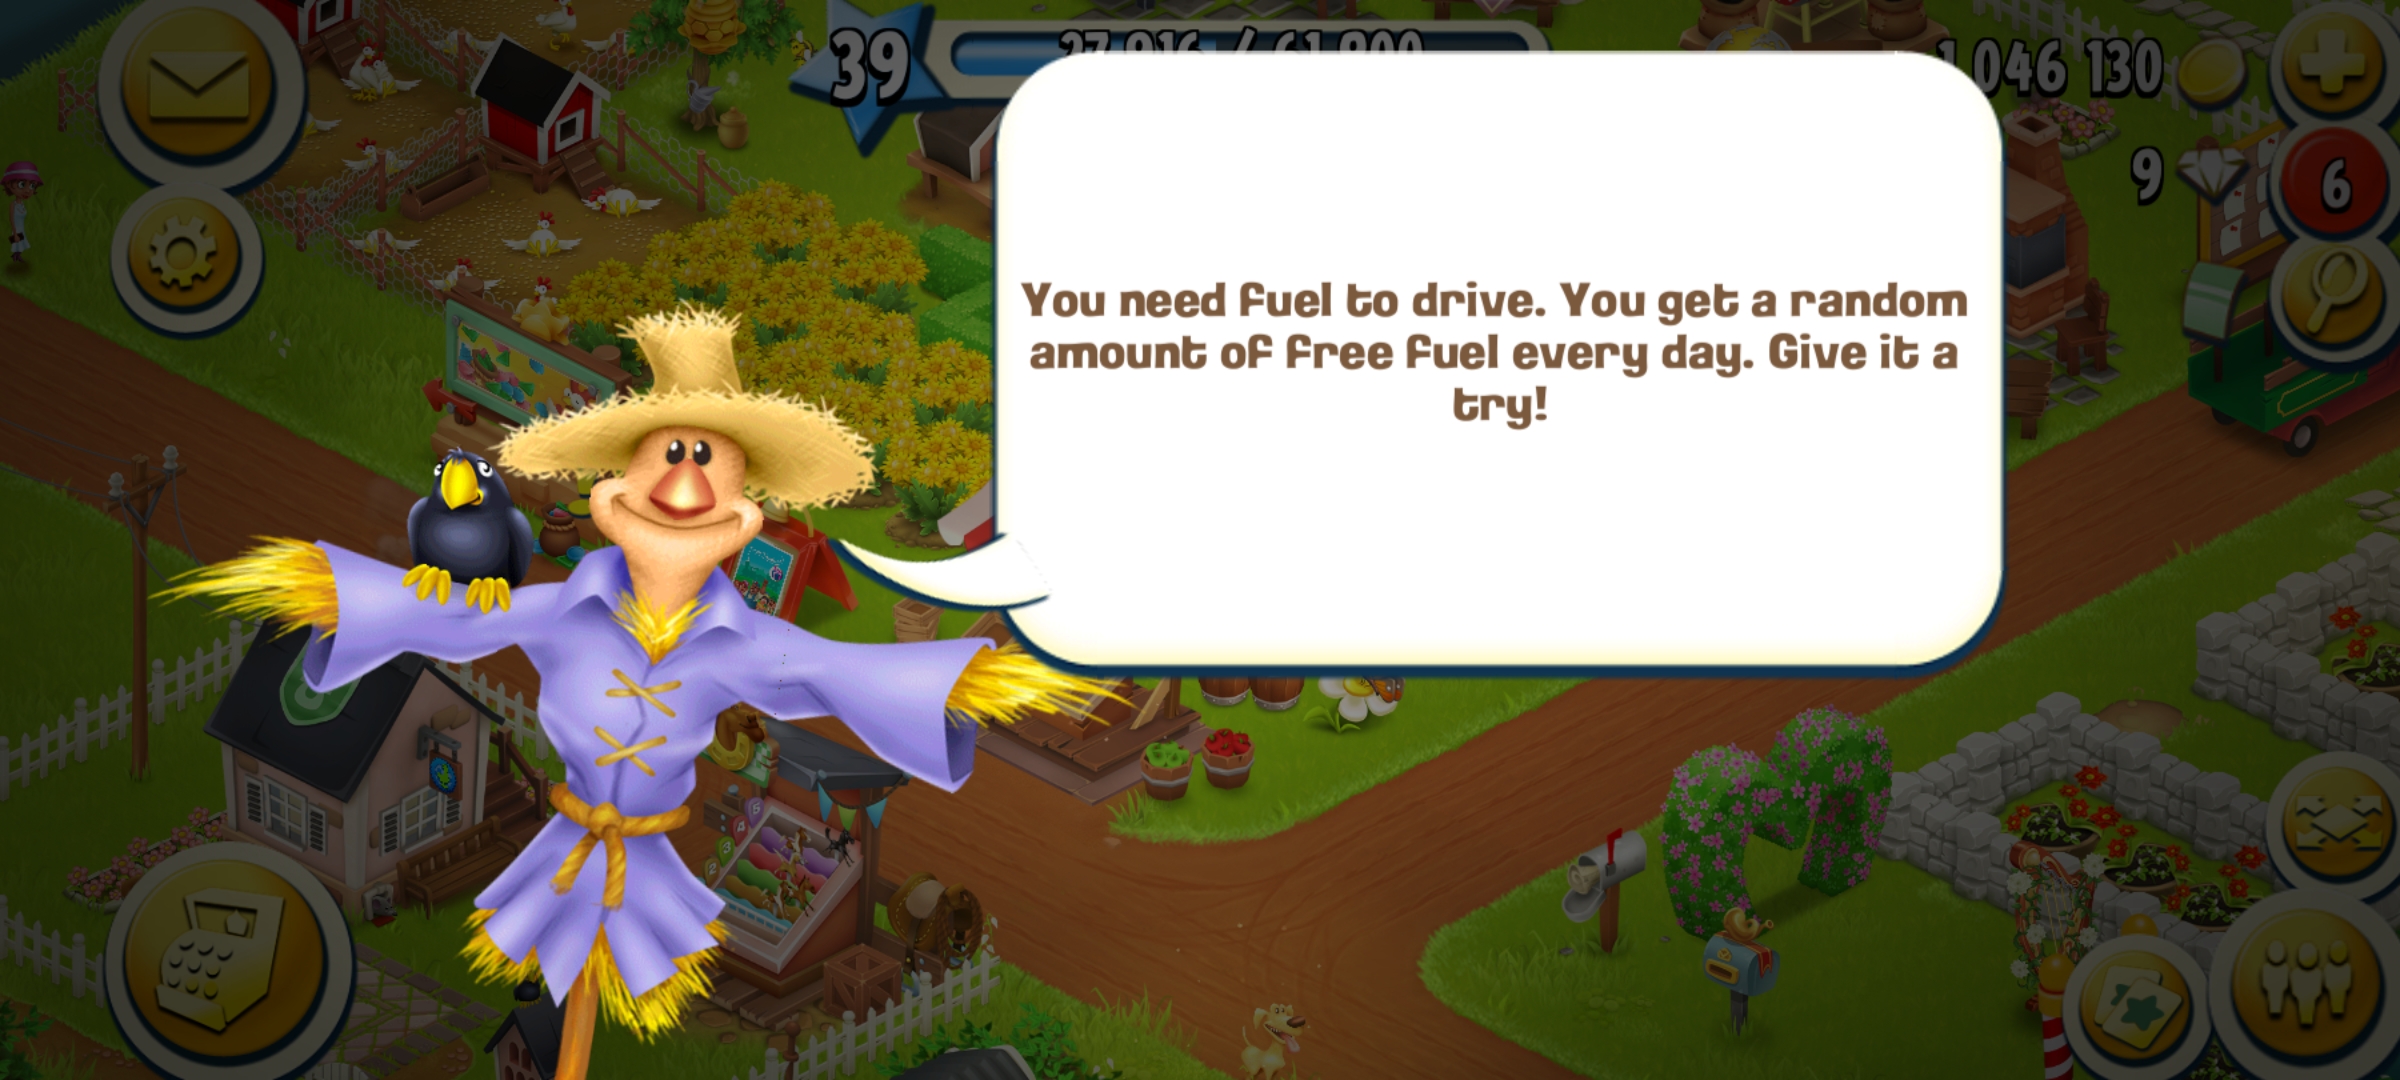 39
1 046 130
9
6
You need fuel to drive. You get a random
amount of free fuel every day. Give it a
try!